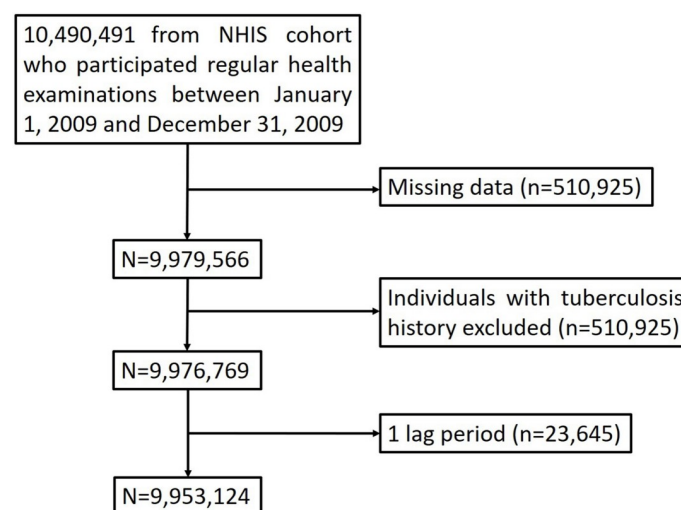 10,490,491 from NHIS cohort
who participated regular health
examinations between January
1, 2009 and December 31, 2009
Missing data (n=510,925)
N=9,979,566
Individuals with tuberculosis
history excluded (n=510,925)
N=9,976,769
1 lag period (n=23,645)
N=9,953,124